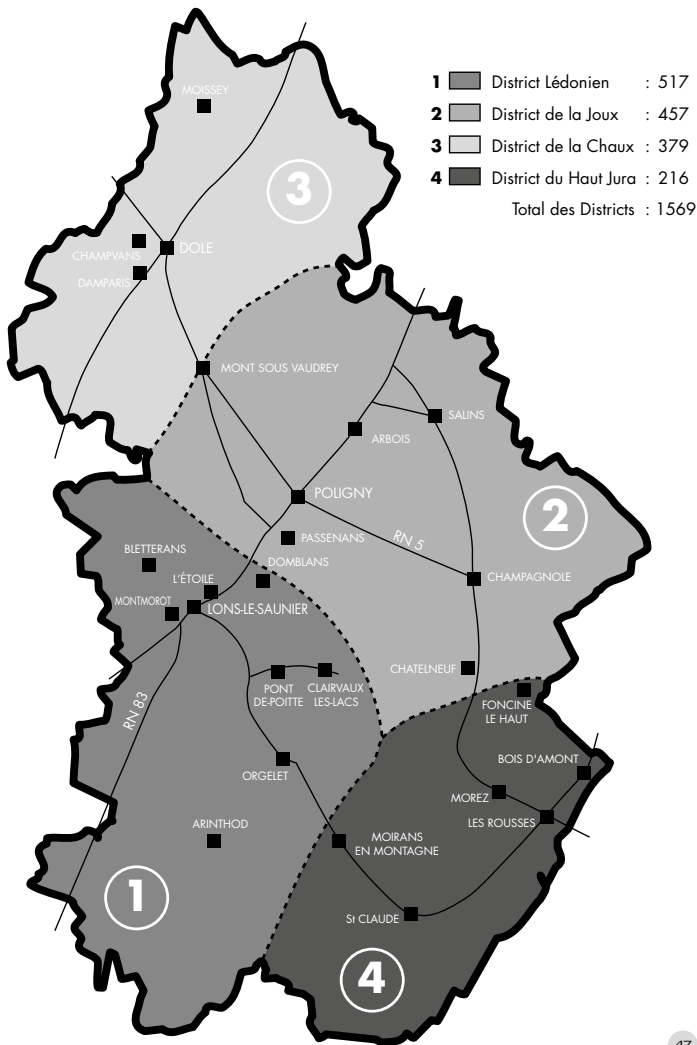 1 District Lédonien : 517
2 District de la Joux : 457
3 District de la Chaux : 379
4 District du Haut Jura : 216
Total des Districts : 1569
MOISSEY
3
CHAMPVANS
DOLE
DAMPARIS
MONT SOUS VAUDREY
SALINS
ARBOIS
POLIGNY
2
RN 5
PASSENANS
BLETTERANS
DOMBLANS
L'ÉTOILE
CHAMPAGNOLE
MONTMOROT
LONS-LE-SAUNIER
CHATELNEUF
PONT
DE-POITTE
CLAIRVAUX
LES-LACS
RN 83
FONCINE
LE HAUT
BOIS D'AMONT
ORGELET
MOREZ
LES ROUSSES
ARINTHOD
MOIRANS
EN MONTAGNE
1
St CLAUDE
4
47